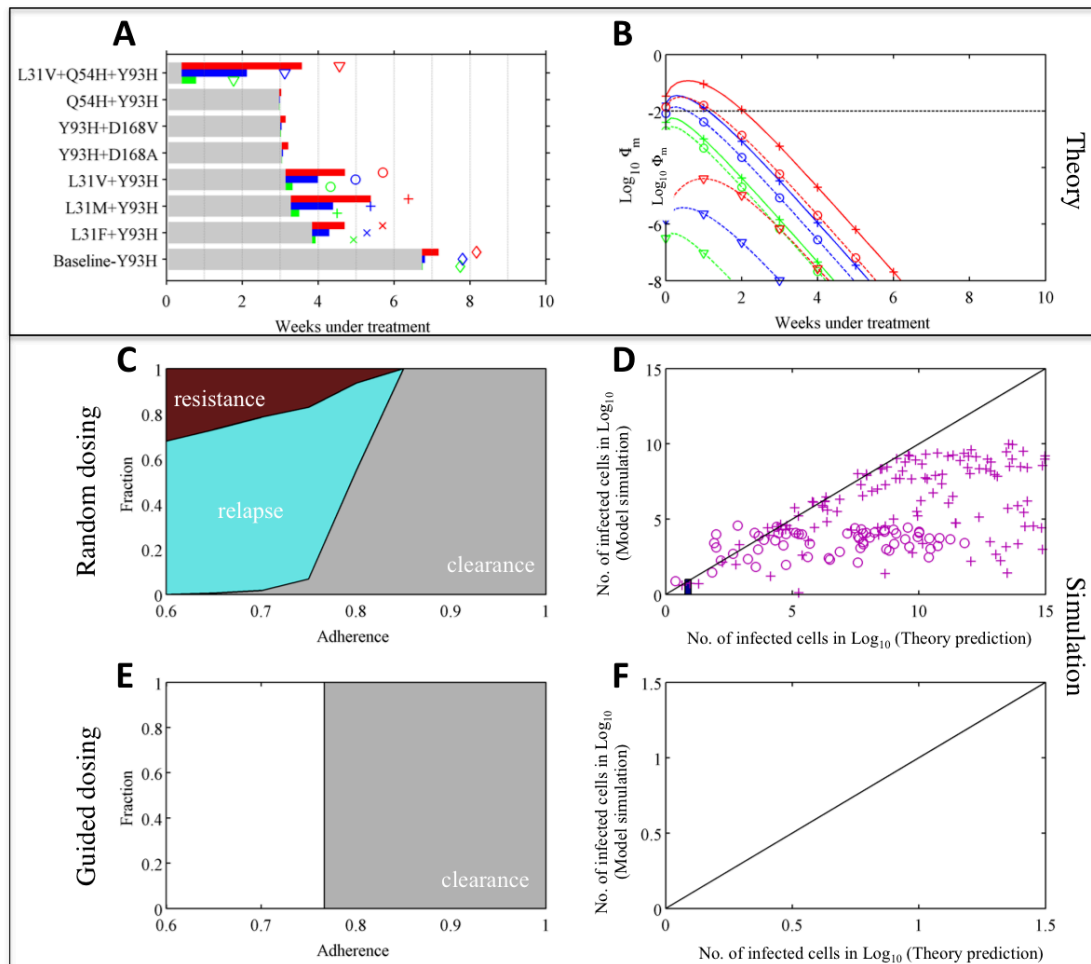 A
L31V+Q54H+Y93H
Q54H+Y93H
Y93H+D168V
Y93H+D168A
L31V+Y93H
L31M+Y93H
L31F+Y93H
Baseline-Y93H
0 2 4 6 8 10
Weeks under treatment
B
0
-2
-4
-6
-8
Log10 Φm
Log10 Φm
0 2 4 6 8 10
Weeks under treatment
Theory
Random dosing
C
1
0.8
0.6
0.4
0.2
0
Fraction
resistance
relapse
clearance
0.6 0.7 0.8 0.9 1
Adherence
D
15
10
5
0
No. of infected cells in Log10
(Model simulation)
0 5 10 15
No. of infected cells in Log10 (Theory prediction)
Simulation
Guided dosing
E
1
0.8
0.6
0.4
0.2
0
Fraction
clearance
0.6 0.7 0.8 0.9 1
Adherence
F
1.5
1
0.5
0
No. of infected cells in Log10
(Model simulation)
0 0.5 1 1.5
No. of infected cells in Log10 (Theory prediction)